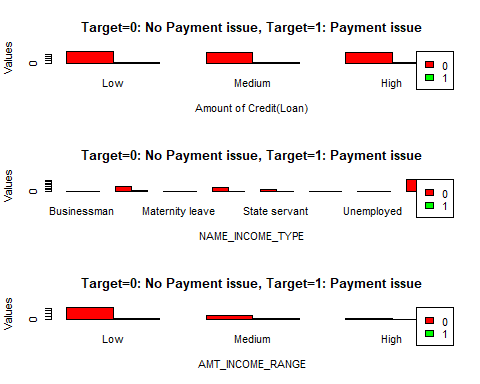 Target=0: No Payment issue, Target=1: Payment issue
Values
0
Low Medium High
0
1
Amount of Credit(Loan)
Target=0: No Payment issue, Target=1: Payment issue
Values
0
Businessman Maternity leave State servant Unemployed
0
1
NAME_INCOME_TYPE
Target=0: No Payment issue, Target=1: Payment issue
Values
0
Low Medium High
0
1
AMT_INCOME_RANGE